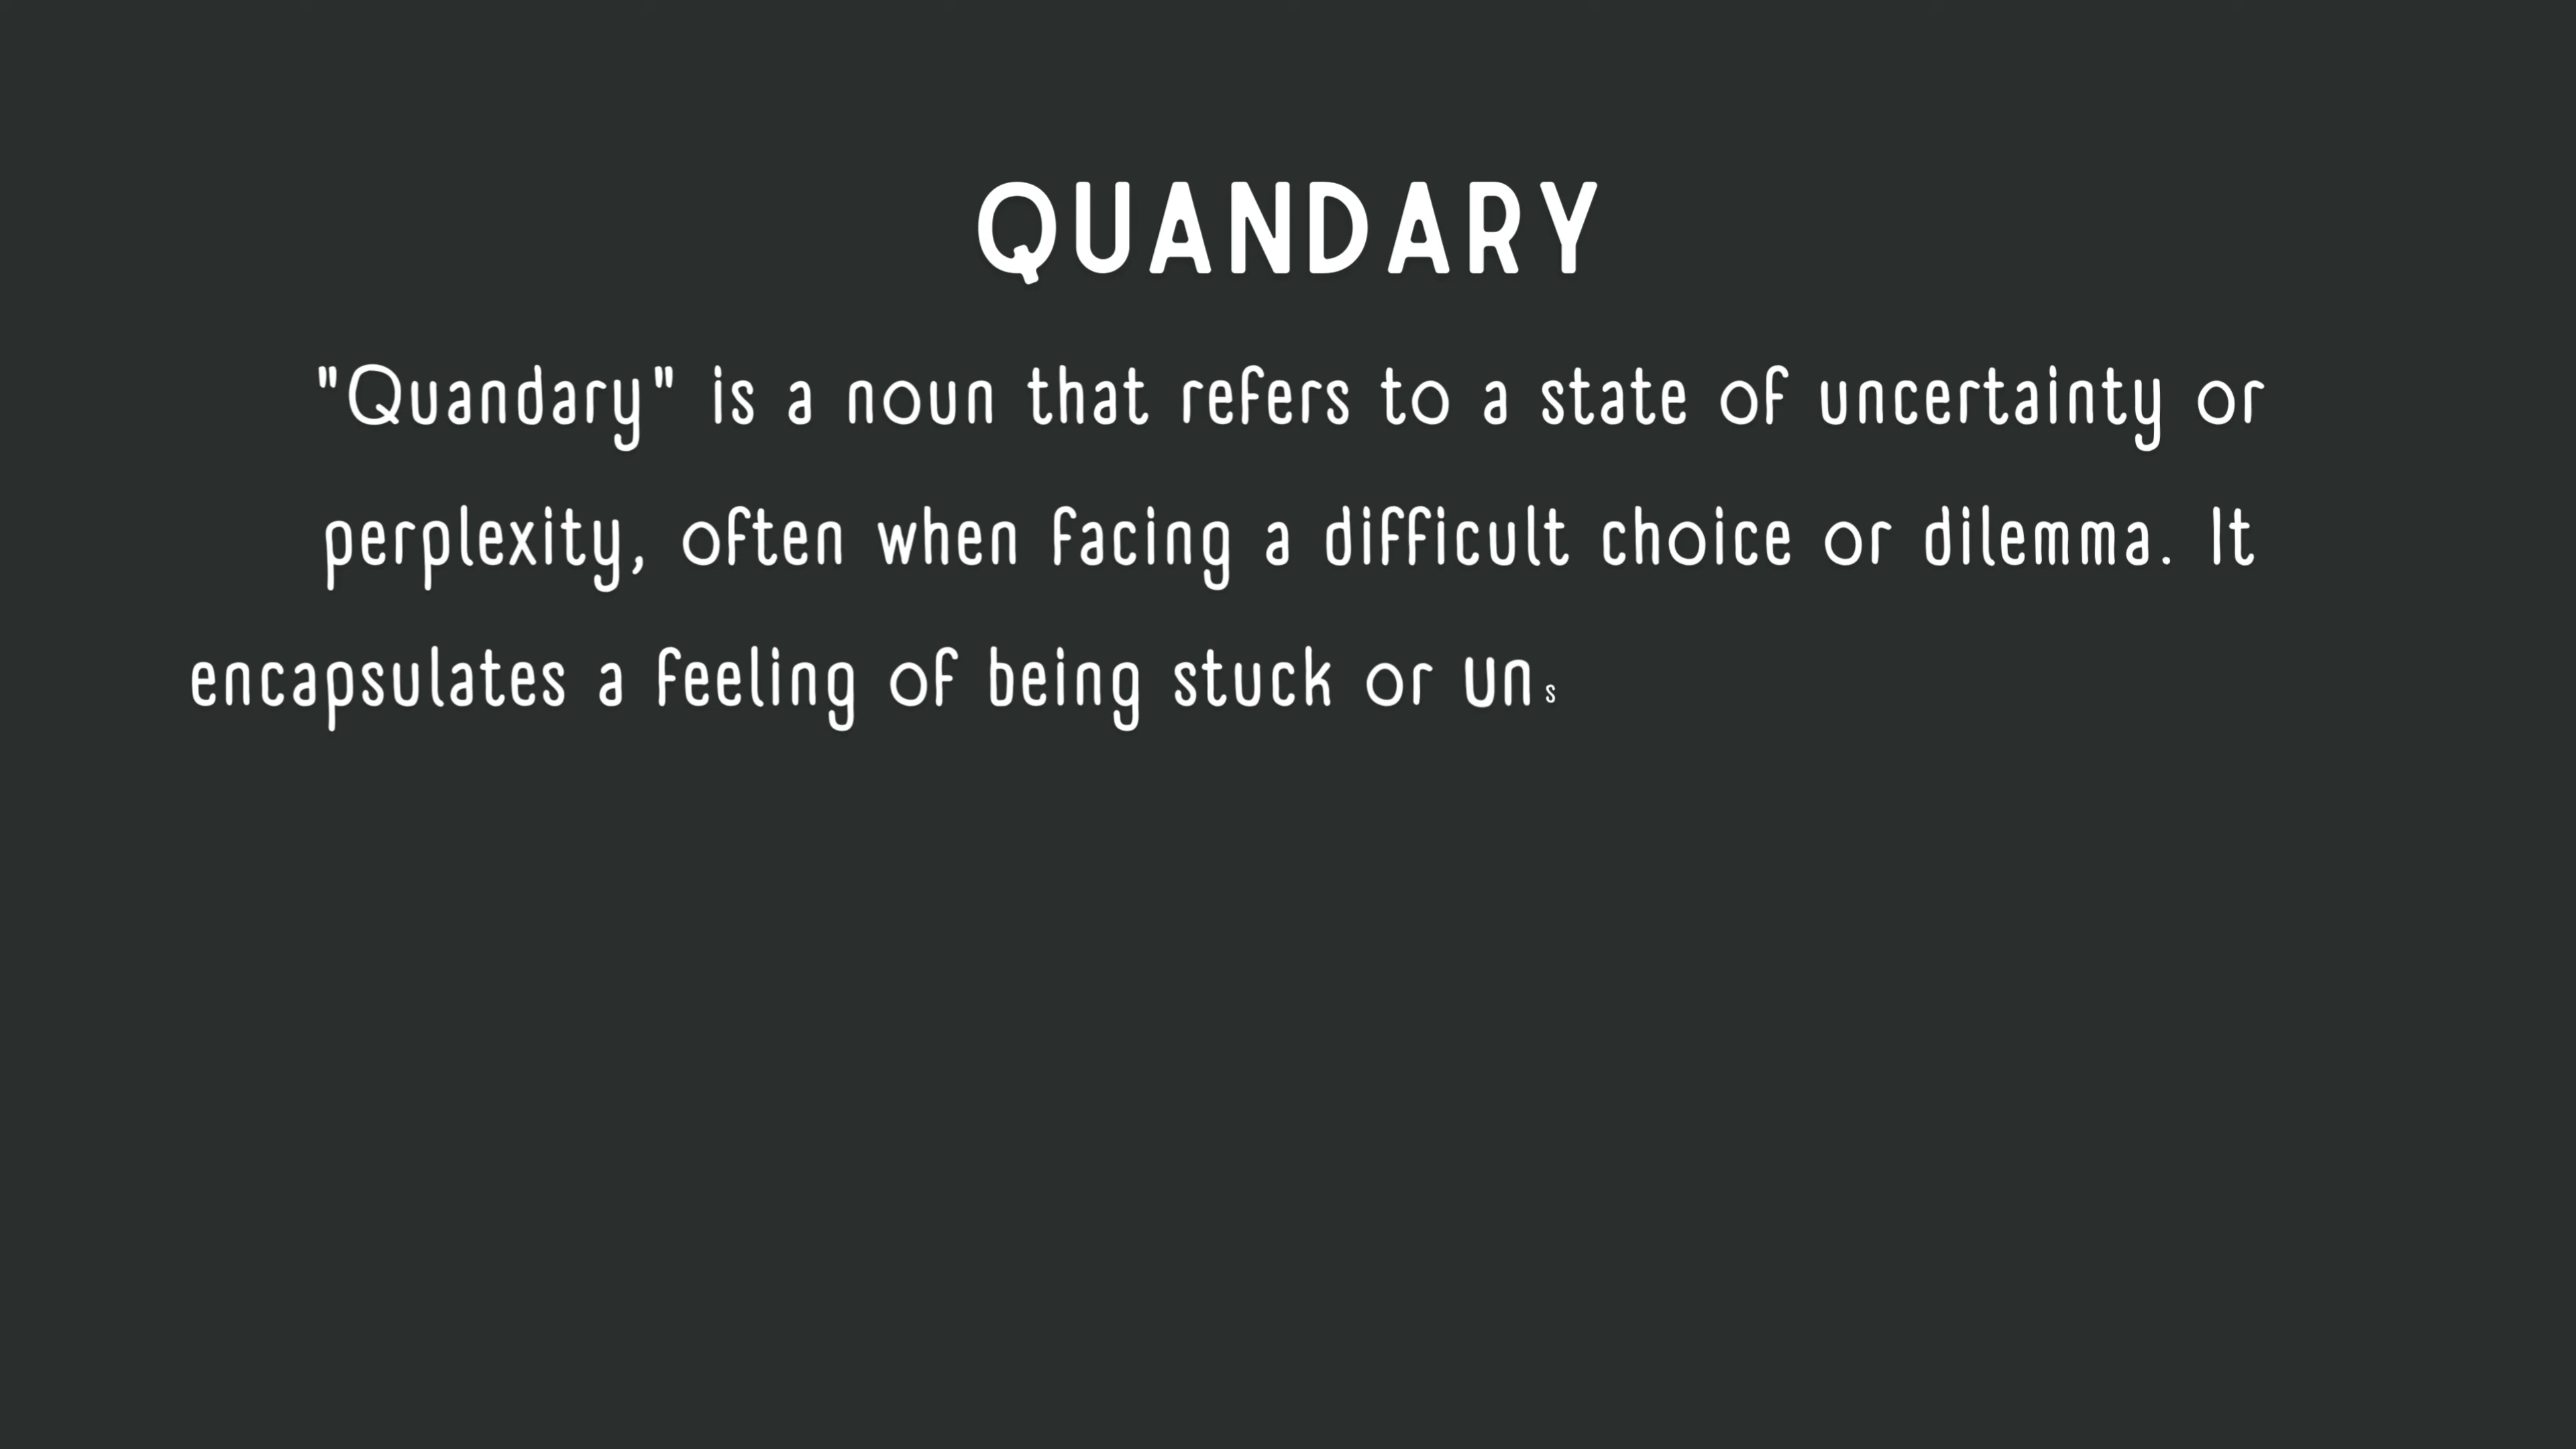 QUANDARY
"Quandary" is a noun that refers to a state of uncertainty or
perplexity, often when facing a difficult choice or dilemma. It
encapsulates a feeling of being stuck or uns